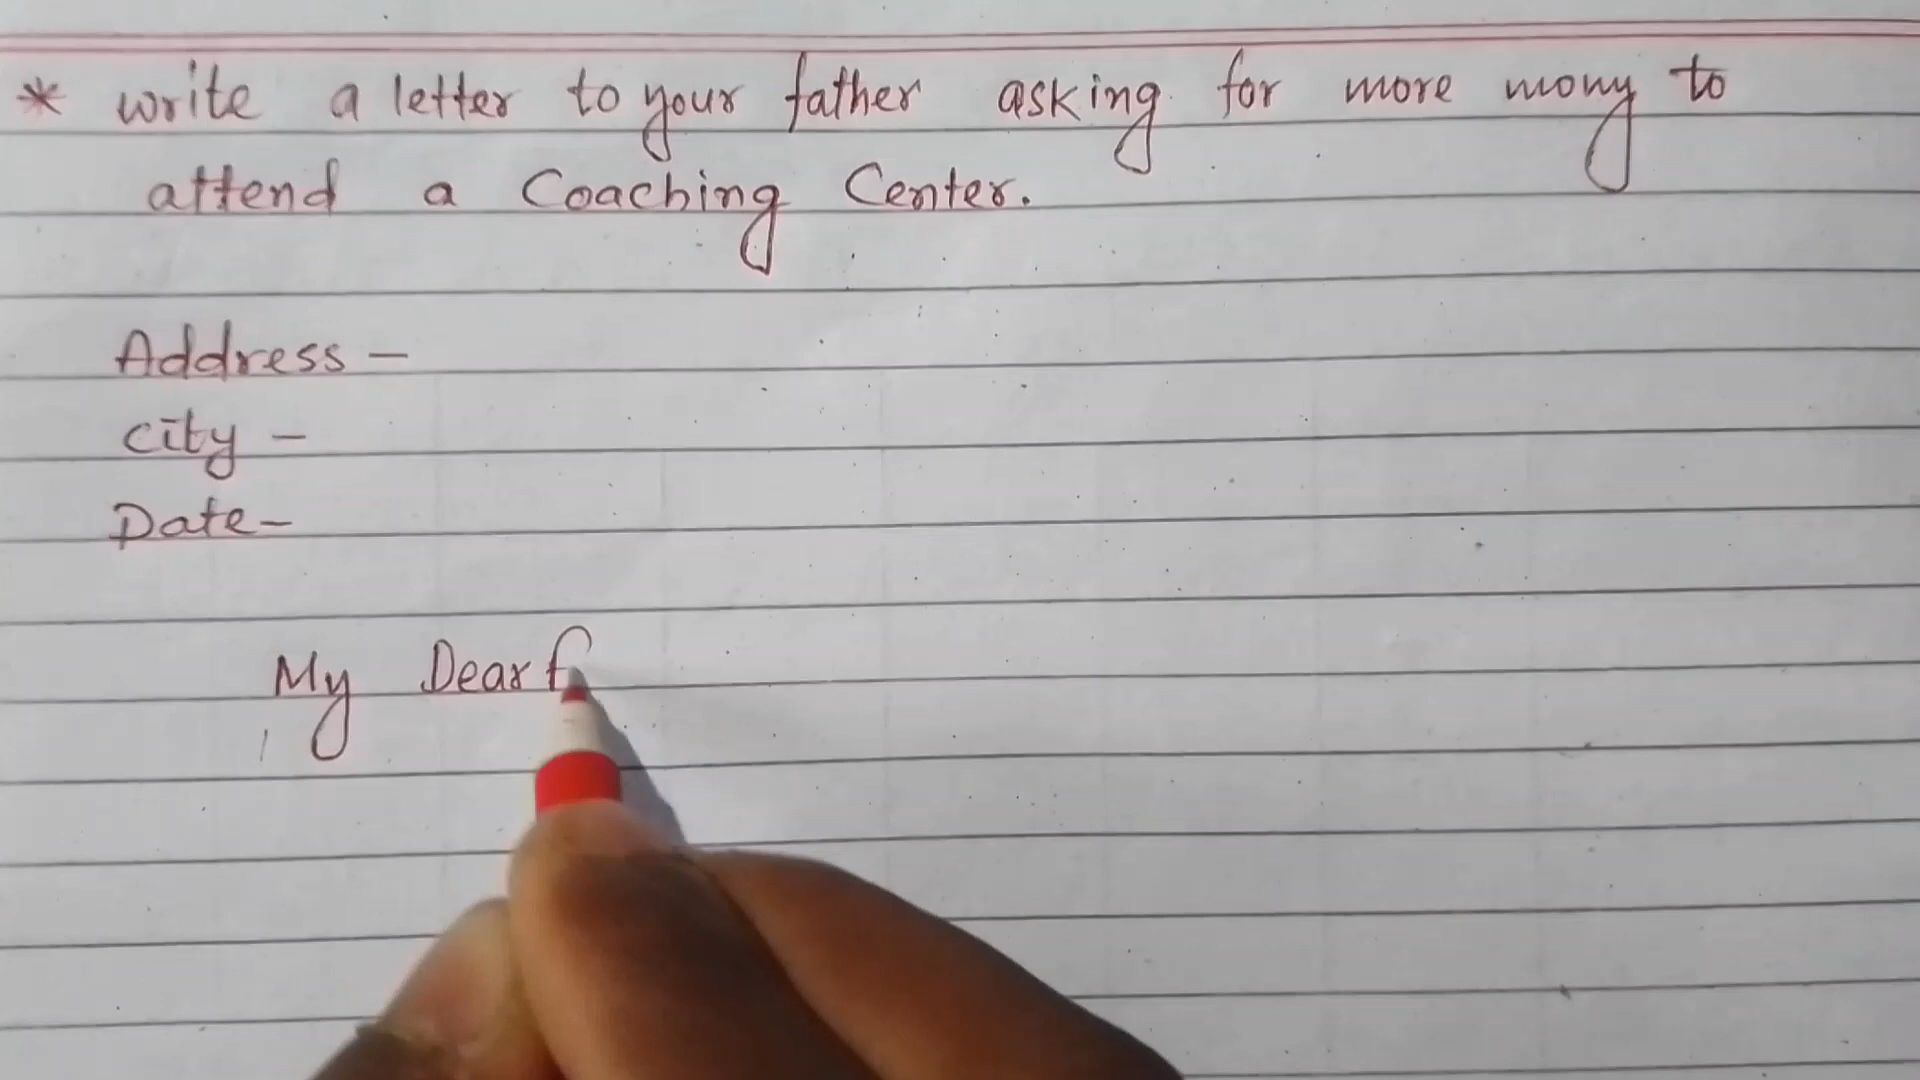 * write a letter to your father asking for more mony to
attend a Coaching Center.
Address –
City –
Date –
My Dear f